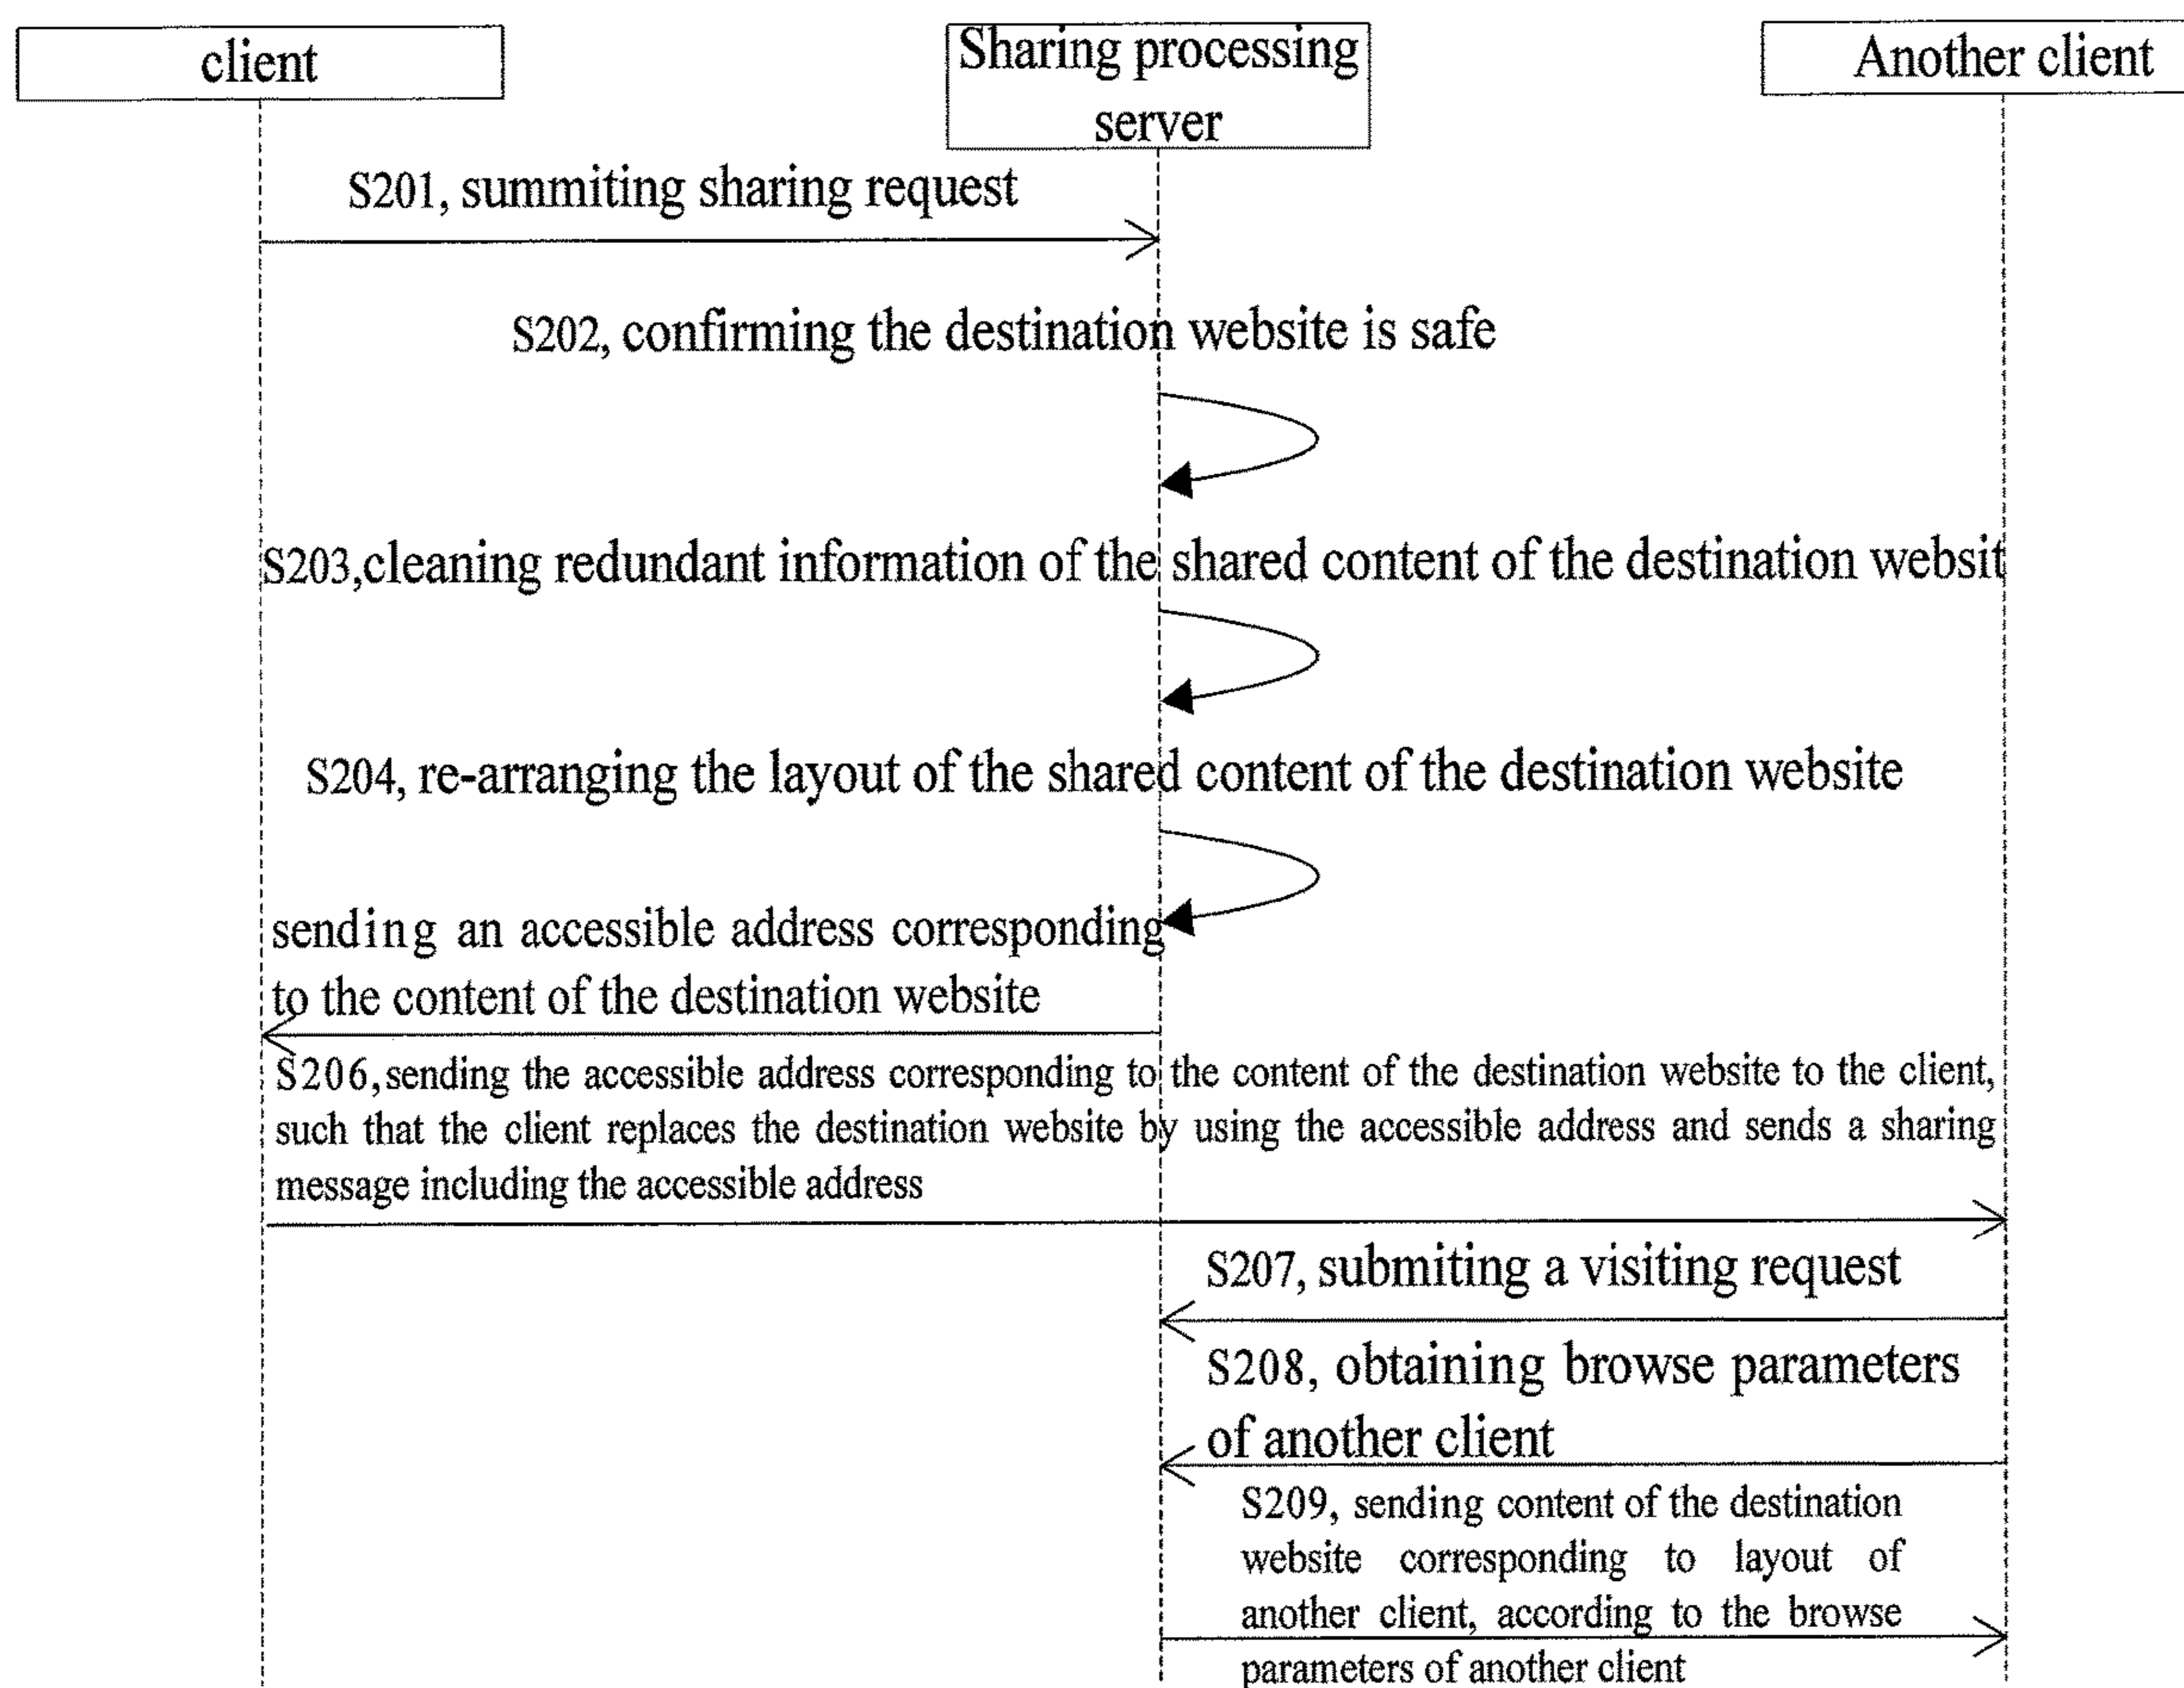 client
Sharing processing
server
Another client
S201, summiting sharing request
S202, confirming the destination website is safe
S203,cleaning redundant information of the shared content of the destination websit
S204, re-arranging the layout of the shared content of the destination website
sending an accessible address corresponding
to the content of the destination website
S206,sending the accessible address corresponding to the content of the destination website to the client,
such that the client replaces the destination website by using the accessible address and sends a sharing
message including the accessible address
S207, submiting a visiting request
S208, obtaining browse parameters
of another client
S209, sending content of the destination
website corresponding to layout of
another client, according to the browse
parameters of another client